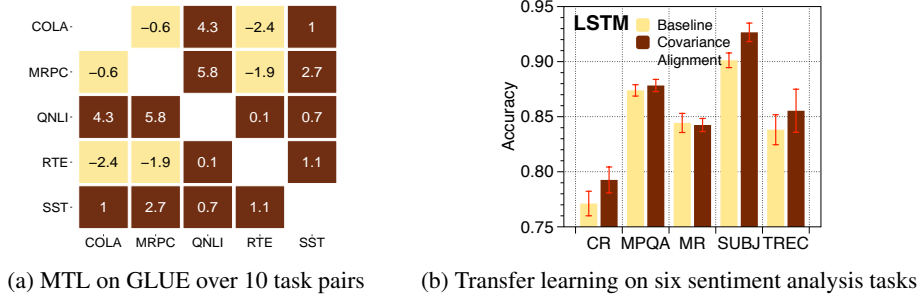 COLA
−0.6
4.3
−2.4
1
MRPC
−0.6
5.8
−1.9
2.7
QNLI
4.3
5.8
0.1
0.7
RTE
−2.4
−1.9
0.1
1.1
SST
1
2.7
0.7
1.1
COLA MRPC QNLI RTE SST
(a) MTL on GLUE over 10 task pairs
LSTM
Baseline
Covariance
Alignment
Accuracy
0.95
0.90
0.85
0.80
0.75
CR MPQA MR SUBJ TREC
(b) Transfer learning on six sentiment analysis tasks